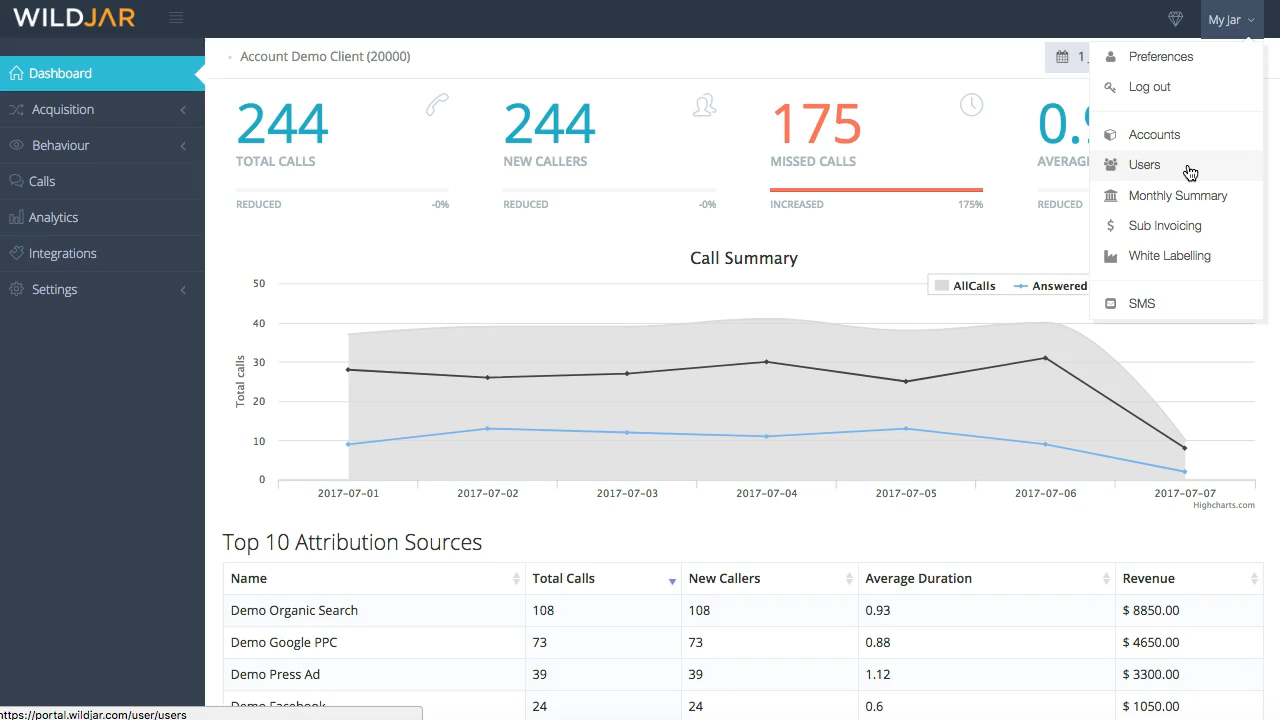 WILDJAR
My Jar
Dashboard
Acquisition
Behaviour
Calls
Analytics
Integrations
Settings
Account Demo Client (20000)
1
Preferences
Log out
Accounts
Users
Monthly Summary
Sub Invoicing
White Labelling
SMS
244
TOTAL CALLS
REDUCED -0%
244
NEW CALLERS
REDUCED -0%
175
MISSED CALLS
INCREASED 175%
0.9
AVERAG
REDUCED
Call Summary
AllCalls Answered
Total calls
50
40
30
20
10
0
2017-07-01 2017-07-02 2017-07-03 2017-07-04 2017-07-05 2017-07-06 2017-07-07
Highcharts.com
Top 10 Attribution Sources
Name Total Calls New Callers Average Duration Revenue
Demo Organic Search 108 108 0.93 $ 8850.00
Demo Google PPC 73 73 0.88 $ 4650.00
Demo Press Ad 39 39 1.12 $ 3300.00
Demo Facebook 24 24 0.6 $ 1050.00
https://portal.wildjar.com/user/users